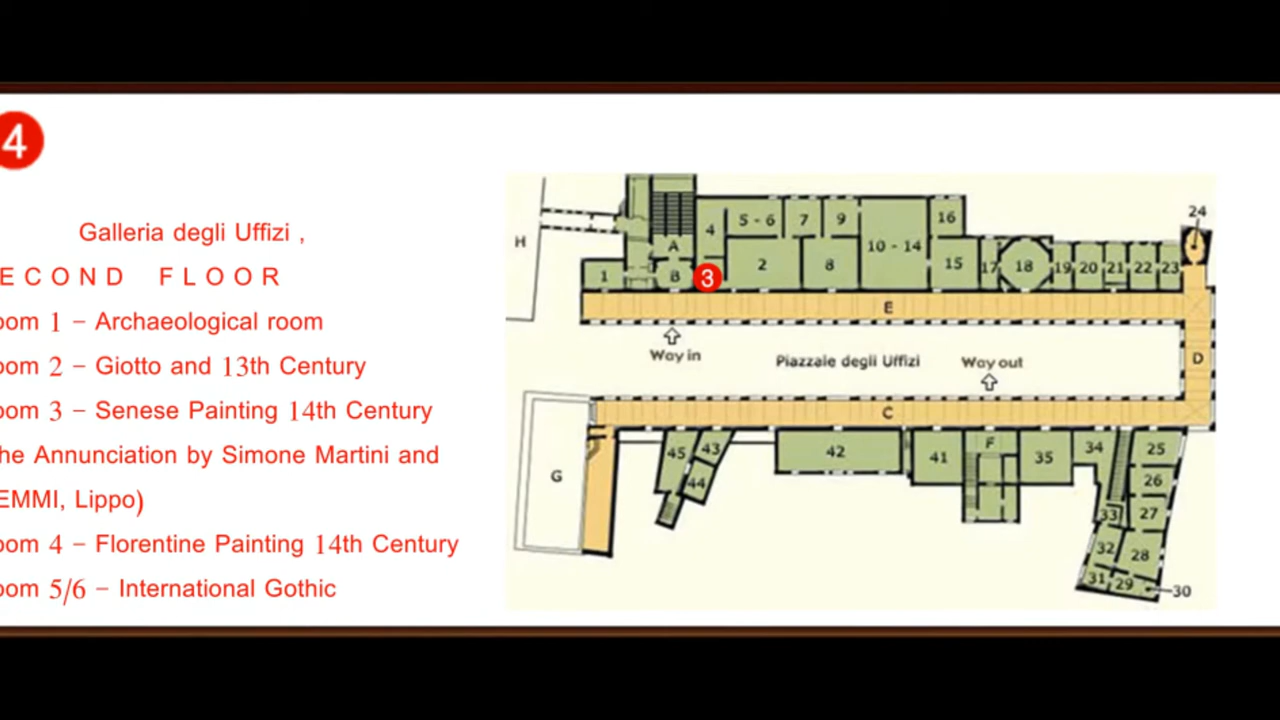 4
Galleria degli Uffizi ,
ECOND FLOOR
oom 1 – Archaeological room
oom 2 – Giotto and 13th Century
oom 3 – Senese Painting 14th Century
he Annunciation by Simone Martini and
EMMI, Lippo)
oom 4 – Florentine Painting 14th Century
oom 5/6 – International Gothic
24
H
4
5 - 6
7
9
16
A
10 - 14
1
B
3
2
8
15
17
18
19
20
21
22
23
E
Way in
Piazzale degli Uffizi
Way out
D
C
45
43
42
41
F
35
34
25
G
44
26
33
27
32
28
31
29
30